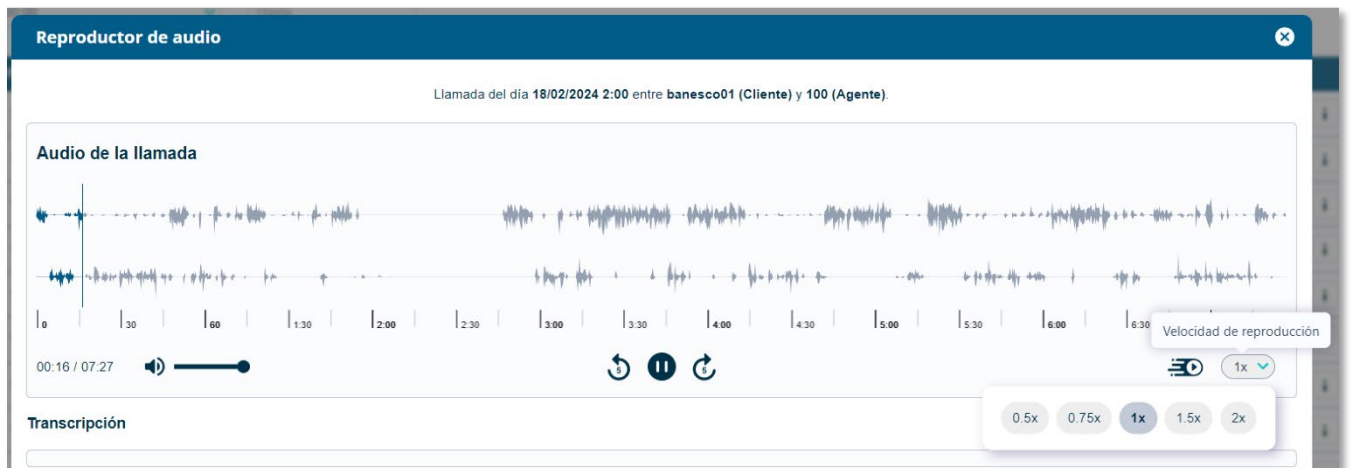 Reproductor de audio
Llamada del día 18/02/2024 2:00 entre banesco01 (Cliente) y 100 (Agente).
Audio de la llamada
0 30 60 1:30 2:00 2:30 3:00 3:30 4:00 4:30 5:00 5:30 6:00 6:30
Velocidad de reproducción
00:16 / 07:27 5 5 1x
0.5x 0.75x 1x 1.5x 2x
Transcripción